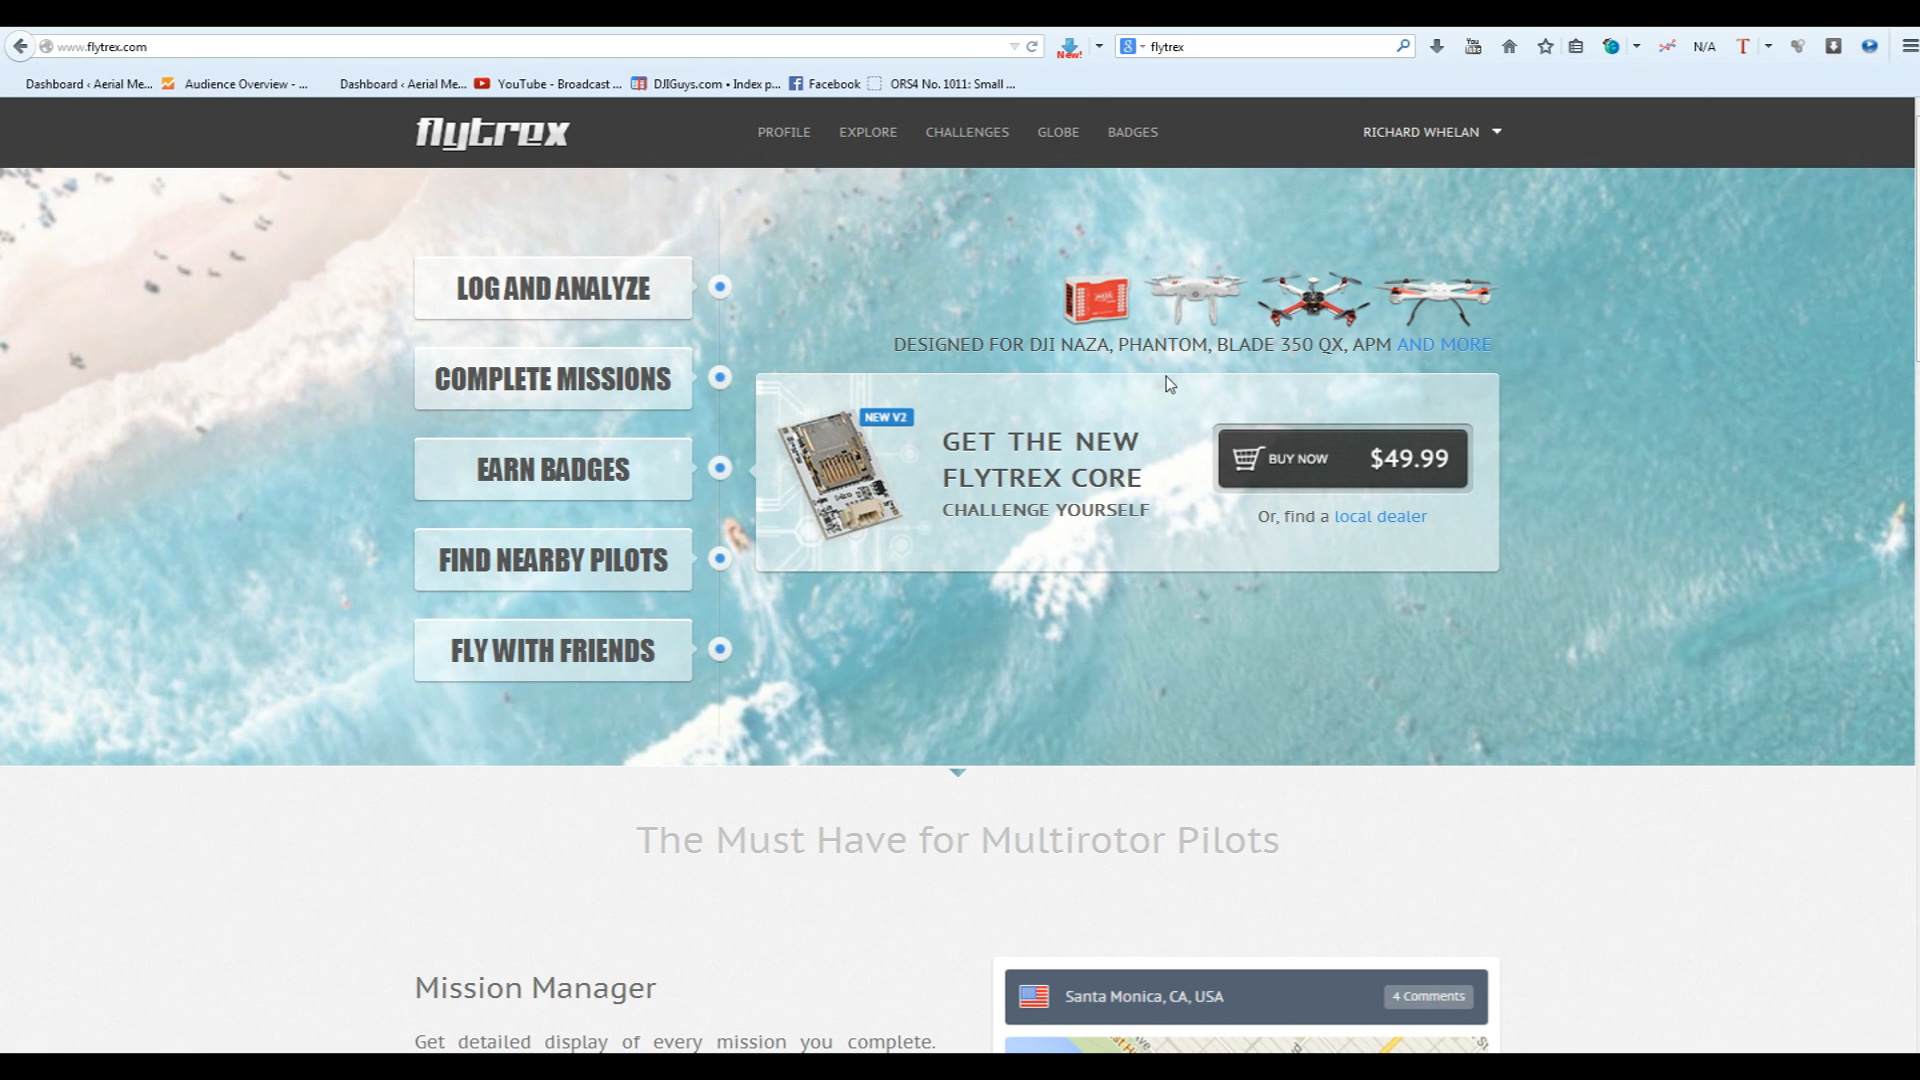 www.flytrex.com
New!
flytrex
You
N/A
T
Dashboard ‹ Aerial Me...
Audience Overview - ...
Dashboard ‹ Aerial Me...
YouTube - Broadcast ...
DJIGuys.com • Index p...
Facebook
ORS4 No. 1011: Small ...
flytrex
PROFILE
EXPLORE
CHALLENGES
GLOBE
BADGES
RICHARD WHELAN
LOG AND ANALYZE
COMPLETE MISSIONS
EARN BADGES
FIND NEARBY PILOTS
FLY WITH FRIENDS
DESIGNED FOR DJI NAZA, PHANTOM, BLADE 350 QX, APM AND MORE
NEW V2
GET THE NEW
FLYTREX CORE
CHALLENGE YOURSELF
BUY NOW $49.99
Or, find a local dealer
The Must Have for Multirotor Pilots
Mission Manager
Get detailed display of every mission you complete.
Santa Monica, CA, USA
4 Comments